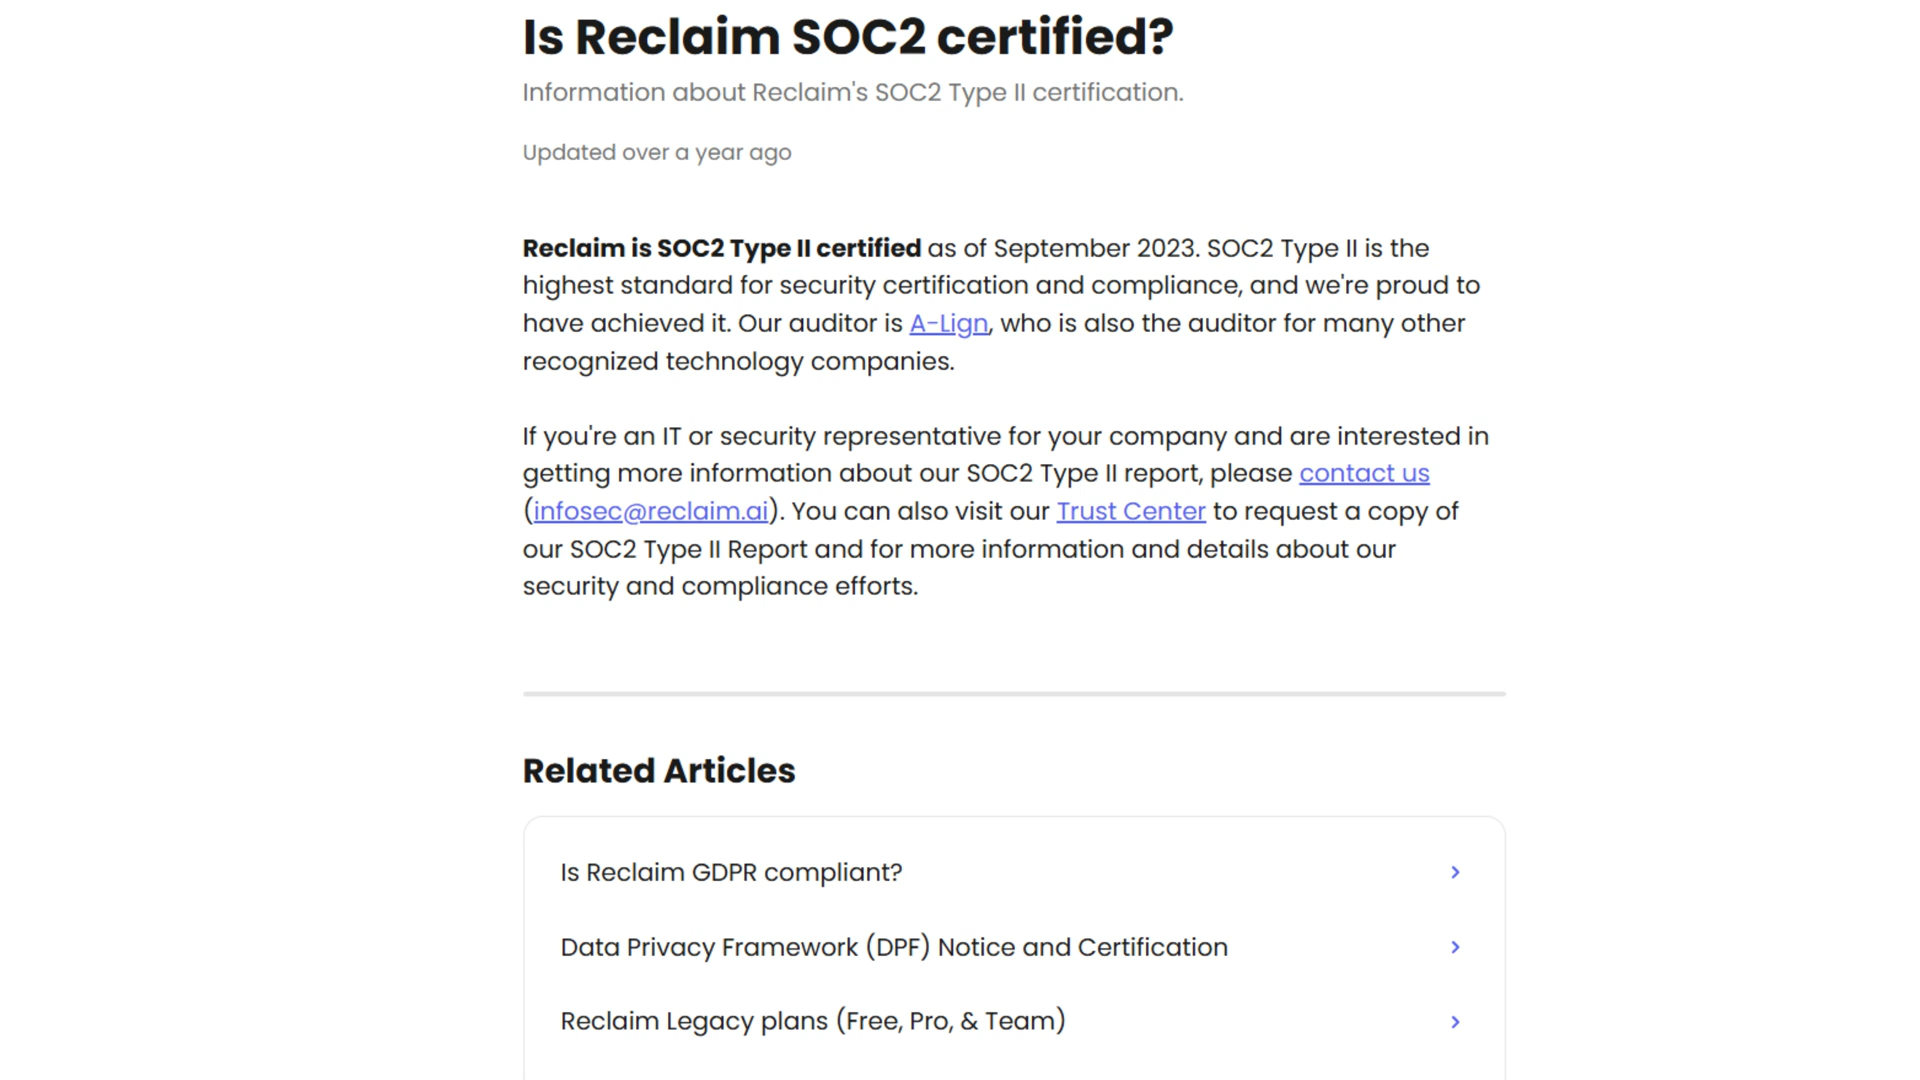 Is Reclaim SOC2 certified?
Information about Reclaim's SOC2 Type II certification.
Updated over a year ago
Reclaim is SOC2 Type II certified as of September 2023. SOC2 Type II is the
highest standard for security certification and compliance, and we're proud to
have achieved it. Our auditor is A-Lign, who is also the auditor for many other
recognized technology companies.
If you're an IT or security representative for your company and are interested in
getting more information about our SOC2 Type II report, please contact us
(infosec@reclaim.ai). You can also visit our Trust Center to request a copy of
our SOC2 Type II Report and for more information and details about our
security and compliance efforts.
Related Articles
Is Reclaim GDPR compliant?
Data Privacy Framework (DPF) Notice and Certification
Reclaim Legacy plans (Free, Pro, & Team)